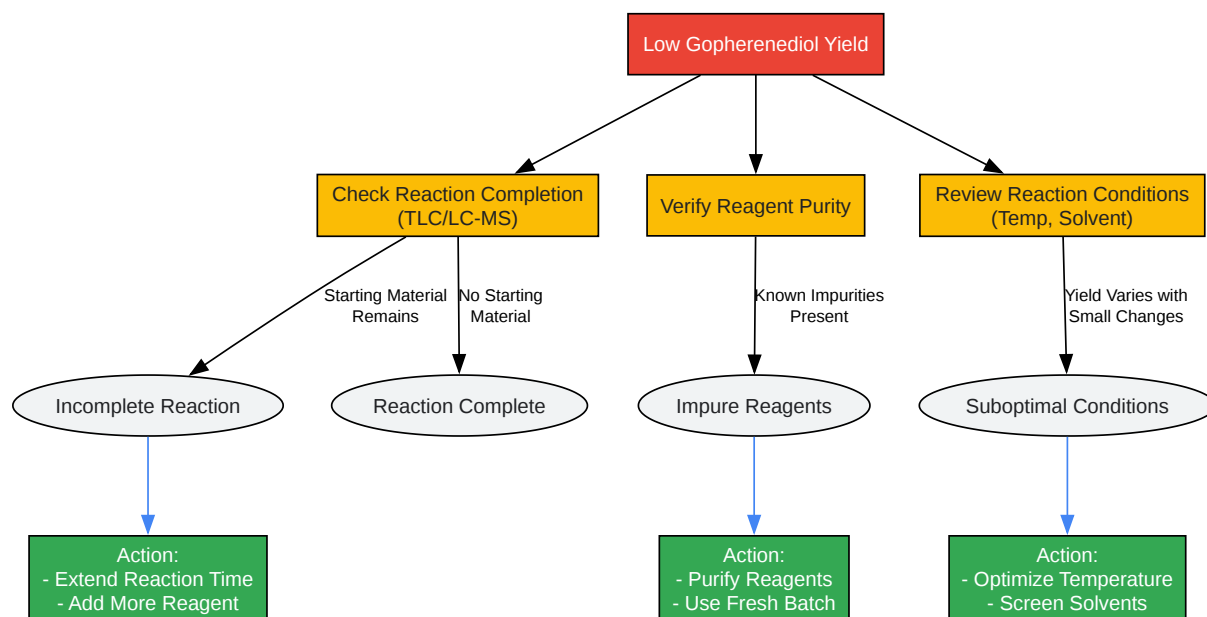 Low Gopherenediol Yield
Check Reaction Completion
(TLC/LC-MS)
Verify Reagent Purity
Review Reaction Conditions
(Temp, Solvent)
Starting Material
Remains
No Starting
Material
Known Impurities
Present
Yield Varies with
Small Changes
Incomplete Reaction
Reaction Complete
Impure Reagents
Suboptimal Conditions
Action:
- Extend Reaction Time
- Add More Reagent
Action:
- Purify Reagents
- Use Fresh Batch
Action:
- Optimize Temperature
- Screen Solvents